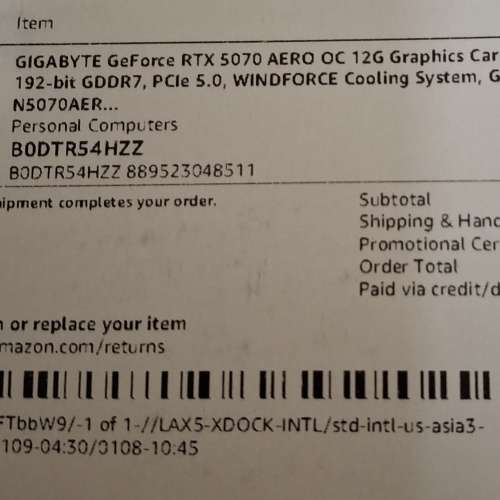 Item
GIGABYTE GeForce RTX 5070 AERO OC 12G Graphics Car
192-bit GDDR7, PCIe 5.0, WINDFORCE Cooling System, G
N5070AER...
Personal Computers
B0DTR54HZZ
B0DTR54HZZ 889523048511
ipment completes your order.
Subtotal
Shipping & Hand
Promotional Cer
Order Total
Paid via credit/d
n or replace your item
mazon.com/returns
FTbbW9/-1 of 1-//LAX5-XDOCK-INTL/std-intl-us-asia3-
109-04:30/0108-10:45